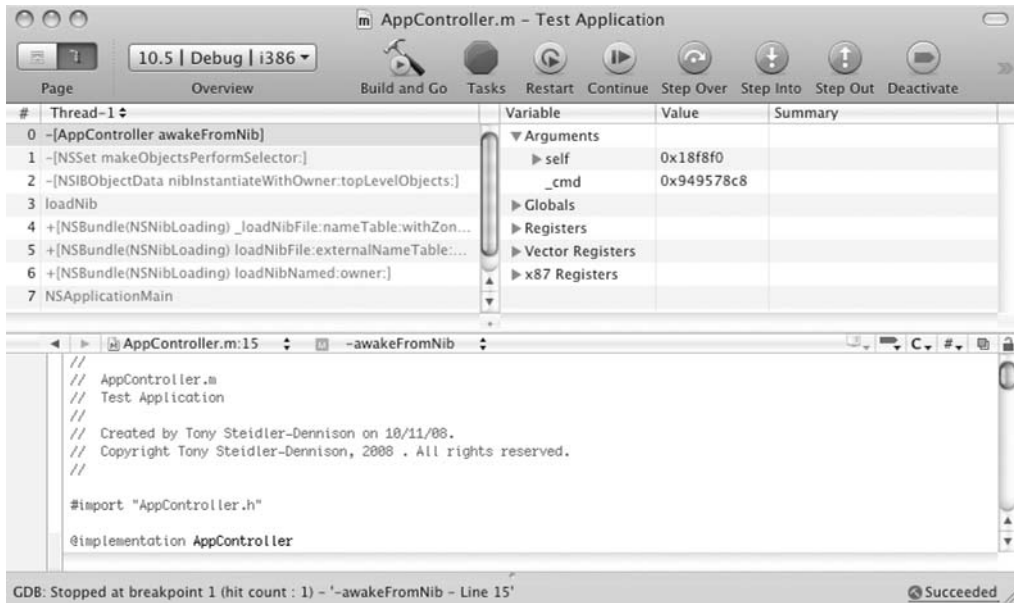 AppController.m - Test Application
10.5 | Debug | i386
Page Overview Build and Go Tasks Restart Continue Step Over Step Into Step Out Deactivate
# Thread-1
0 -[AppController awakeFromNib]
1 -[NSSet makeObjectsPerformSelector:]
2 -[NSIBObjectData nibInstantiateWithOwner:topLevelObjects:]
3 loadNib
4 +[NSBundle(NSNibLoading) _loadNibFile:nameTable:withZon...
5 +[NSBundle(NSNibLoading) loadNibFile:externalNameTable:...
6 +[NSBundle(NSNibLoading) loadNibNamed:owner:]
7 NSApplicationMain
Variable Value Summary
Arguments
self 0x18f8f0
_cmd 0x949578c8
Globals
Registers
Vector Registers
x87 Registers
AppController.m:15 M -awakeFromNib C #
//
// AppController.m
// Test Application
//
// Created by Tony Steidler-Dennison on 10/11/08.
// Copyright Tony Steidler-Dennison, 2008 . All rights reserved.
//
#import "AppController.h"
@implementation AppController
GDB: Stopped at breakpoint 1 (hit count : 1) - '-awakeFromNib - Line 15' Succeeded